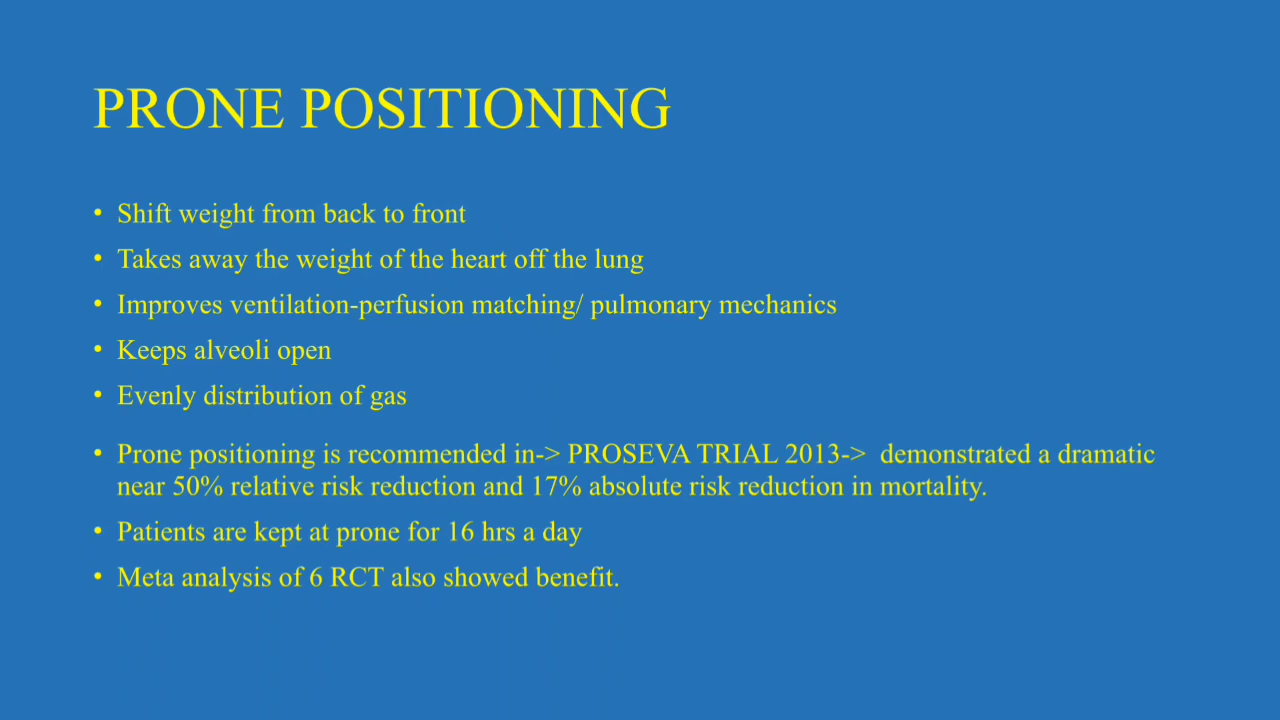 PRONE POSITIONING
• Shift weight from back to front
• Takes away the weight of the heart off the lung
• Improves ventilation-perfusion matching/ pulmonary mechanics
• Keeps alveoli open
• Evenly distribution of gas
• Prone positioning is recommended in-> PROSEVA TRIAL 2013->  demonstrated a dramatic
near 50% relative risk reduction and 17% absolute risk reduction in mortality.
• Patients are kept at prone for 16 hrs a day
• Meta analysis of 6 RCT also showed benefit.